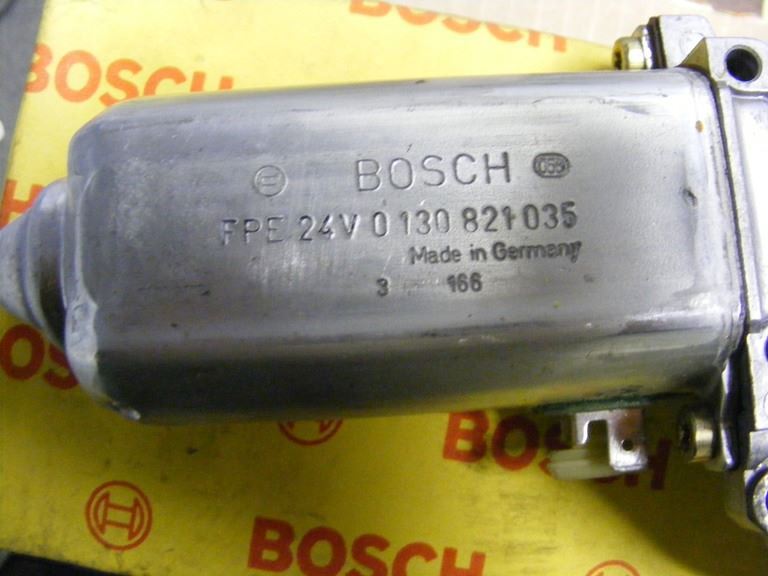 BOSCH
BOSCH
BOSCH
FPE 24V 0 130 821 035
Made in Germany
3 166
BOSCH
BOSCH